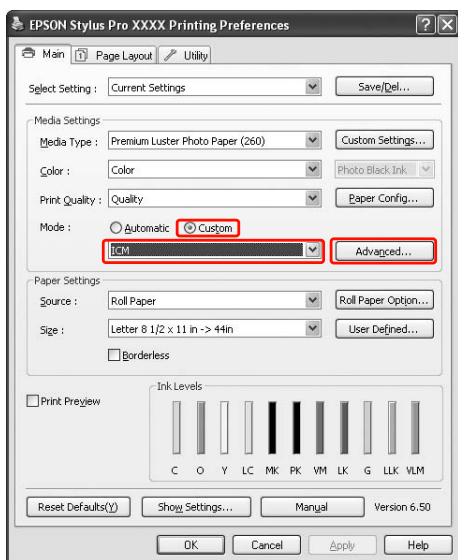 EPSON Stylus Pro XXXX Printing Preferences
Main Page Layout Utility
Select Setting : Current Settings Save/Del...
Media Settings
Media Type : Premium Luster Photo Paper (260) Custom Settings...
Color : Color Photo Black Ink
Print Quality : Quality Paper Config...
Mode : Automatic Custom
ICM Advanced...
Paper Settings
Source : Roll Paper Roll Paper Option...
Size : Letter 8 1/2 x 11 in -> 44in User Defined...
Borderless
Print Preview
Ink Levels
C O Y LC MK PK VM LK G LLK VLM
Reset Defaults(Y) Show Settings... Manual Version 6.50
OK Cancel Apply Help